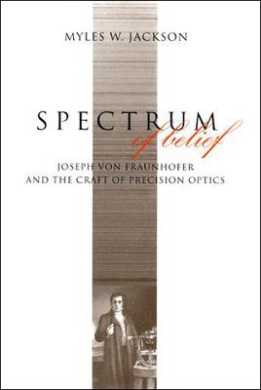 MYLES W. JACKSON
SPECTRUM
of belief
JOSEPH VON FRAUNHOFER
AND THE CRAFT OF PRECISION OPTICS